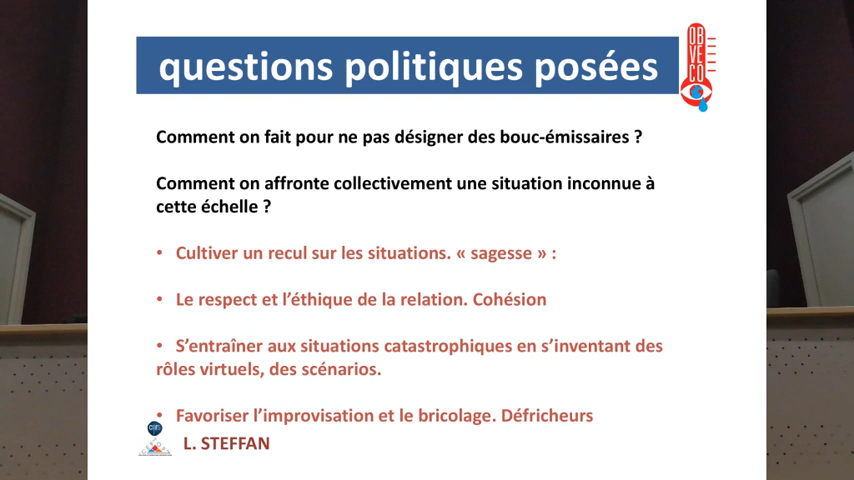 questions politiques posées
OBVECO
Comment on fait pour ne pas désigner des bouc-émissaires ?
Comment on affronte collectivement une situation inconnue à
cette échelle ?
• Cultiver un recul sur les situations. « sagesse » :
• Le respect et l’éthique de la relation. Cohésion
• S’entraîner aux situations catastrophiques en s’inventant des
rôles virtuels, des scénarios.
• Favoriser l’improvisation et le bricolage. Défricheurs
L. STEFFAN